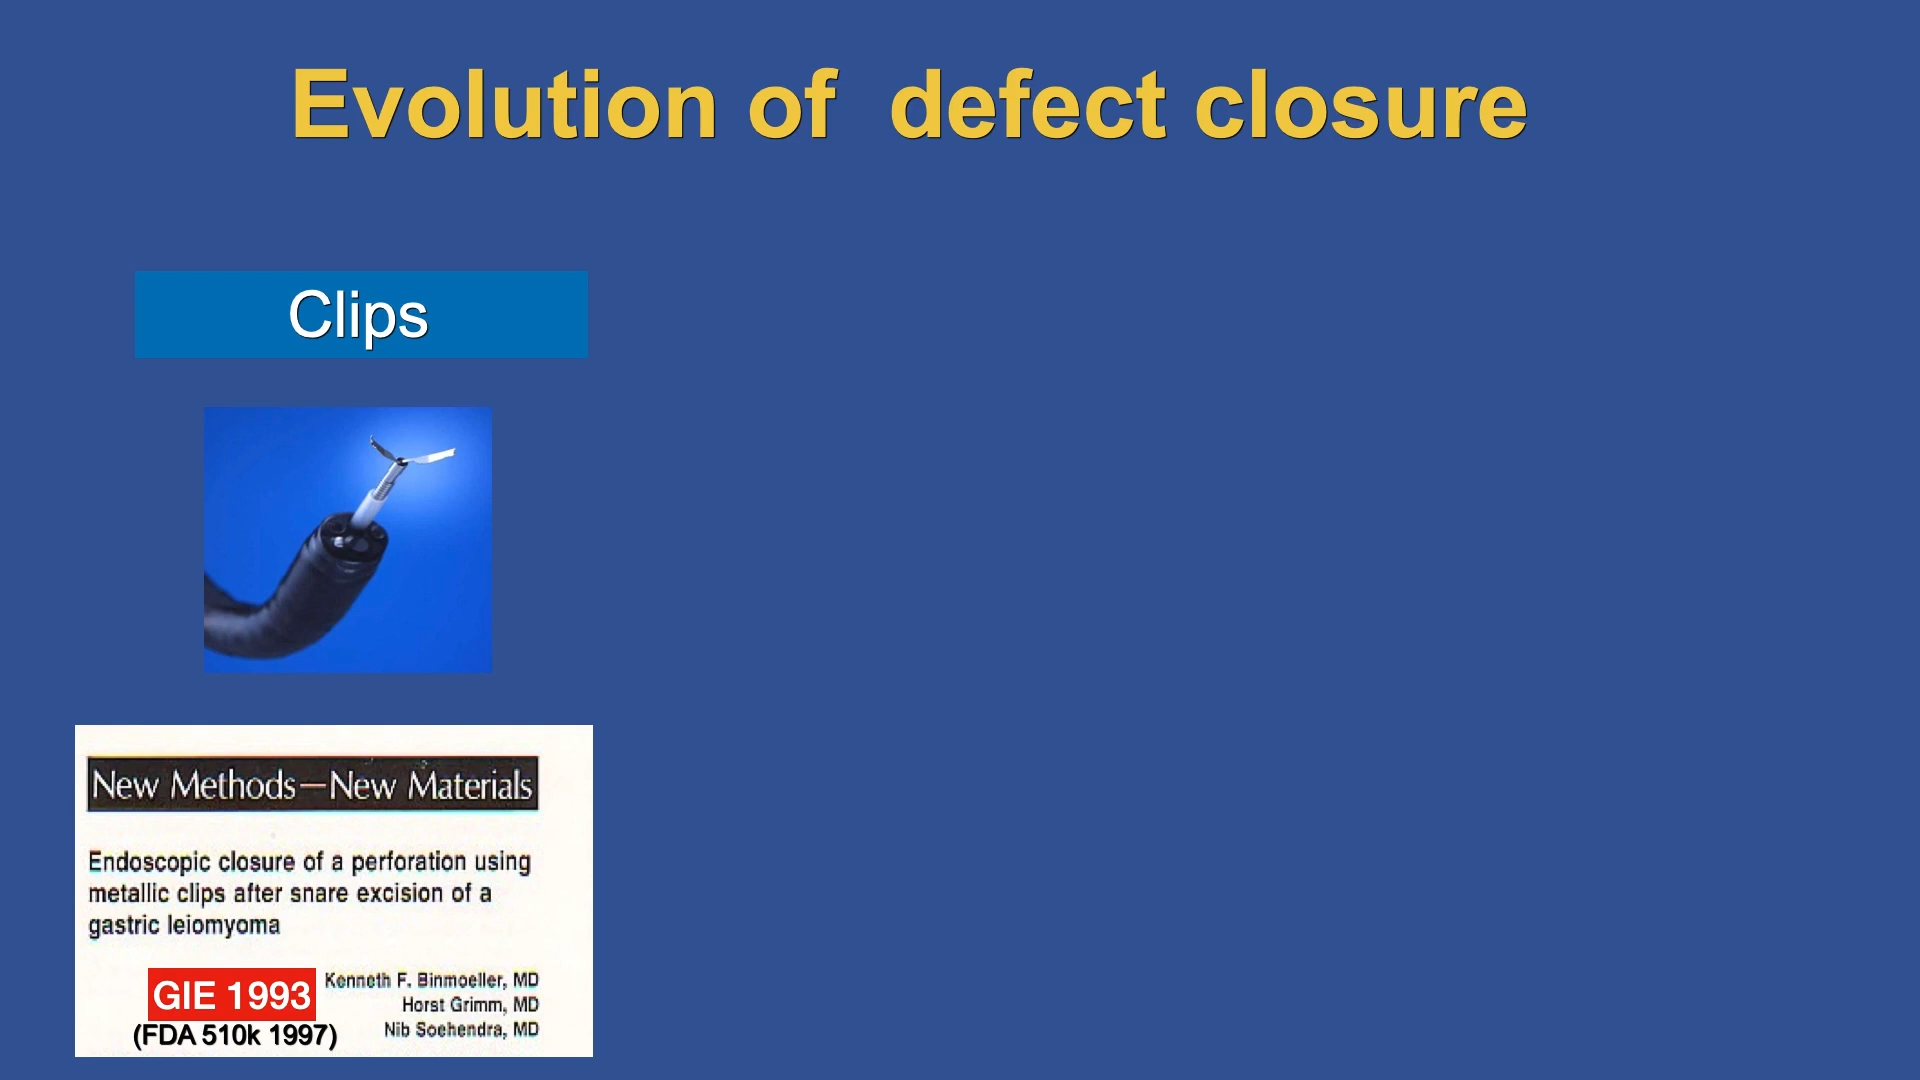 Evolution of defect closure
Clips
New Methods—New Materials
Endoscopic closure of a perforation using
metallic clips after snare excision of a
gastric leiomyoma
Kenneth F. Binmoeller, MD
GIE 1993
Horst Grimm, MD
Nib Soehendra, MD
(FDA 510k 1997)